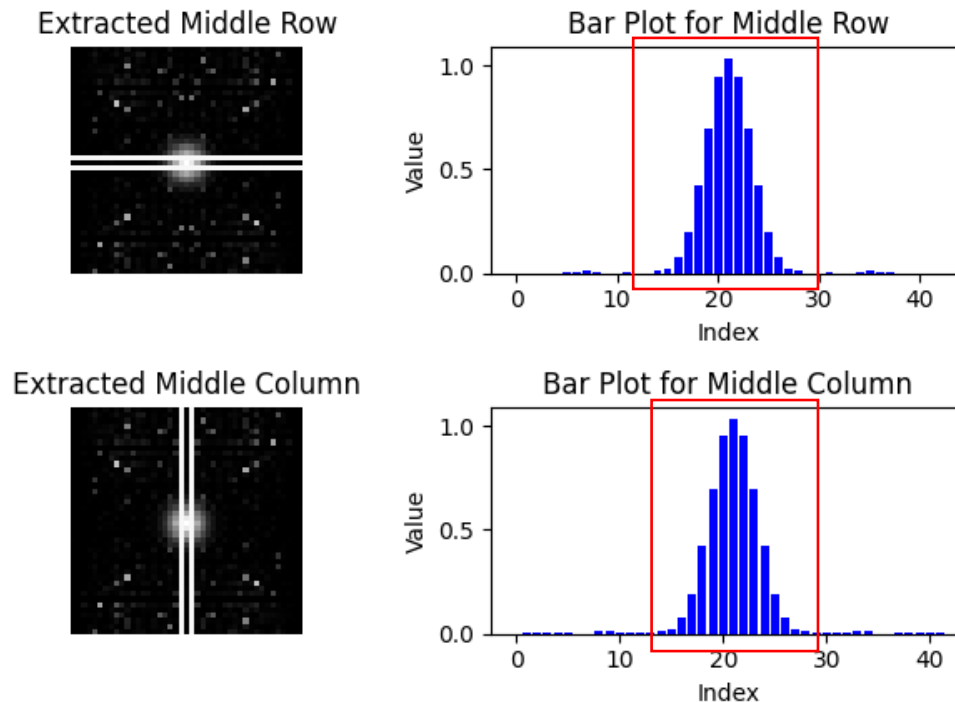 Extracted Middle Row
Bar Plot for Middle Row
1.0
0.5
0.0
Value
0 10 20 30 40
Index
Extracted Middle Column
Bar Plot for Middle Column
1.0
0.5
0.0
Value
0 10 20 30 40
Index